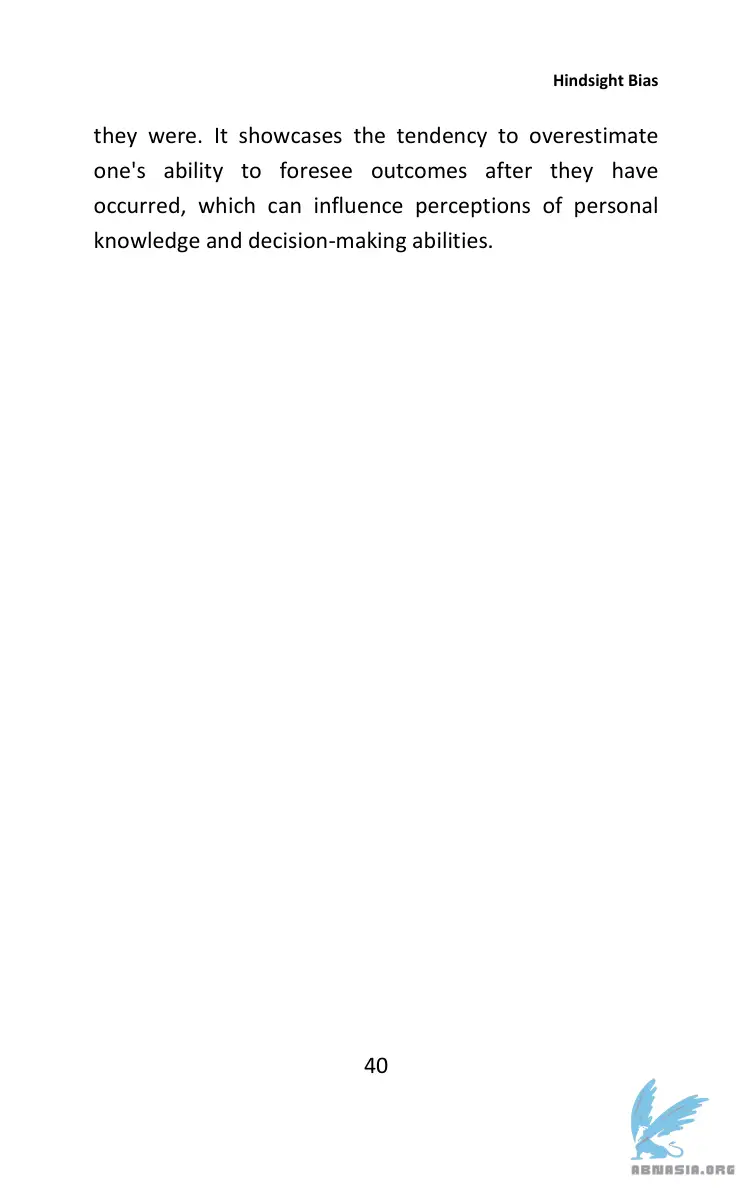 Hindsight Bias
they were. It showcases the tendency to overestimate
one's ability to foresee outcomes after they have
occurred, which can influence perceptions of personal
knowledge and decision-making abilities.
40
ABNASIA.ORG